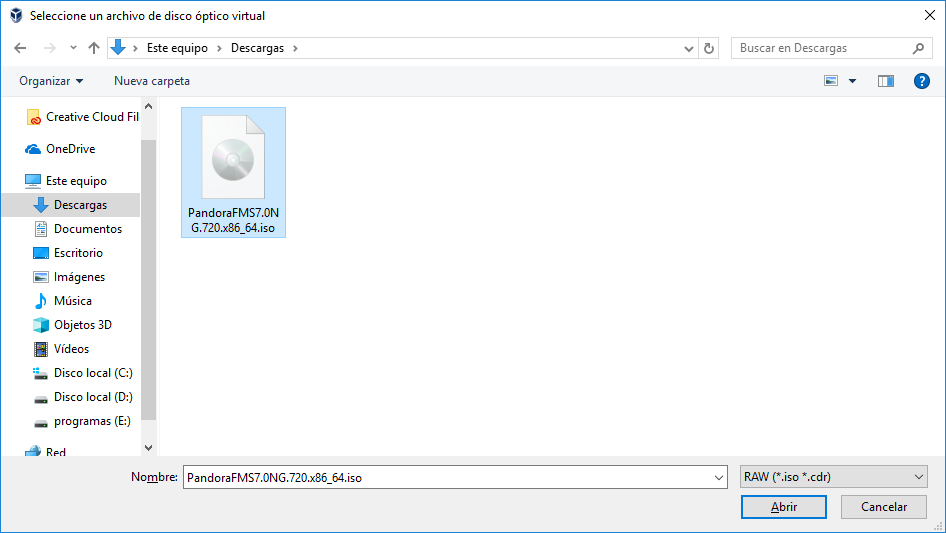 Seleccione un archivo de disco óptico virtual
Este equipo
Descargas
Buscar en Descargas
Organizar
Nueva carpeta
?
Creative Cloud Fil
OneDrive
Este equipo
Descargas
Documentos
Escritorio
Imágenes
Música
Objetos 3D
Vídeos
Disco local (C:)
Disco local (D:)
programas (E:)
Red
PandoraFMS7.0N
G.720.x86_64.iso
Nombre:
PandoraFMS7.0NG.720.x86_64.iso
RAW (*.iso *.cdr)
Abrir
Cancelar